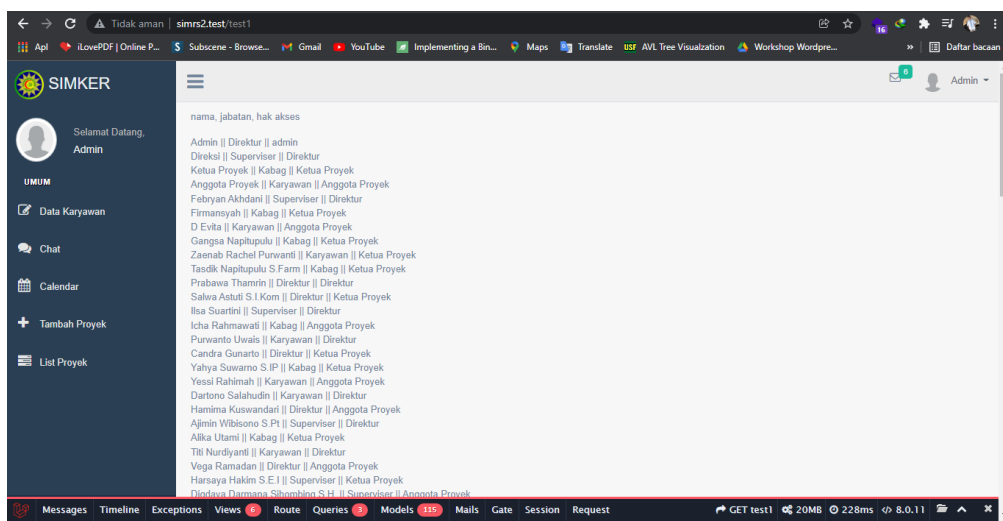 Tidak aman | simrs2.test/test1
Apl iLovePDF | Online P... Subscene - Browse... Gmail YouTube Implementing a Bin... Maps Translate USF AVL Tree Visualzation Workshop Wordpre... » Daftar bacaan
16
SIMKER
6
Admin
Selamat Datang,
Admin
UMUM
Data Karyawan
Chat
Calendar
Tambah Proyek
List Proyek
nama, jabatan, hak akses
Admin || Direktur || admin
Direksi || Superviser || Direktur
Ketua Proyek || Kabag || Ketua Proyek
Anggota Proyek || Karyawan || Anggota Proyek
Febryan Akhdani || Superviser || Direktur
Firmansyah || Kabag || Ketua Proyek
D Evita || Karyawan || Anggota Proyek
Gangsa Napitupulu || Kabag || Ketua Proyek
Zaenab Rachel Purwanti || Karyawan || Ketua Proyek
Tasdik Napitupulu S.Farm || Kabag || Ketua Proyek
Prabawa Thamrin || Direktur || Direktur
Salwa Astuti S.I.Kom || Direktur || Ketua Proyek
Ilsa Suartini || Superviser || Direktur
Icha Rahmawati || Kabag || Anggota Proyek
Purwanto Uwais || Karyawan || Direktur
Candra Gunarto || Direktur || Ketua Proyek
Yahya Suwarno S.IP || Kabag || Ketua Proyek
Yessi Rahimah || Karyawan || Anggota Proyek
Dartono Salahudin || Karyawan || Direktur
Hamima Kuswandari || Direktur || Anggota Proyek
Ajimin Wibisono S.Pt || Superviser || Direktur
Alika Utami || Kabag || Ketua Proyek
Titi Nurdiyanti || Karyawan || Direktur
Vega Ramadan || Direktur || Anggota Proyek
Harsaya Hakim S.E.I || Superviser || Ketua Proyek
Digdaya Darmana Sihombing S.H. || Superviser || Anggota Proyek
Messages Timeline Exceptions Views 6 Route Queries 3 Models 115 Mails Gate Session Request GET test1 20MB 228ms 8.0.11